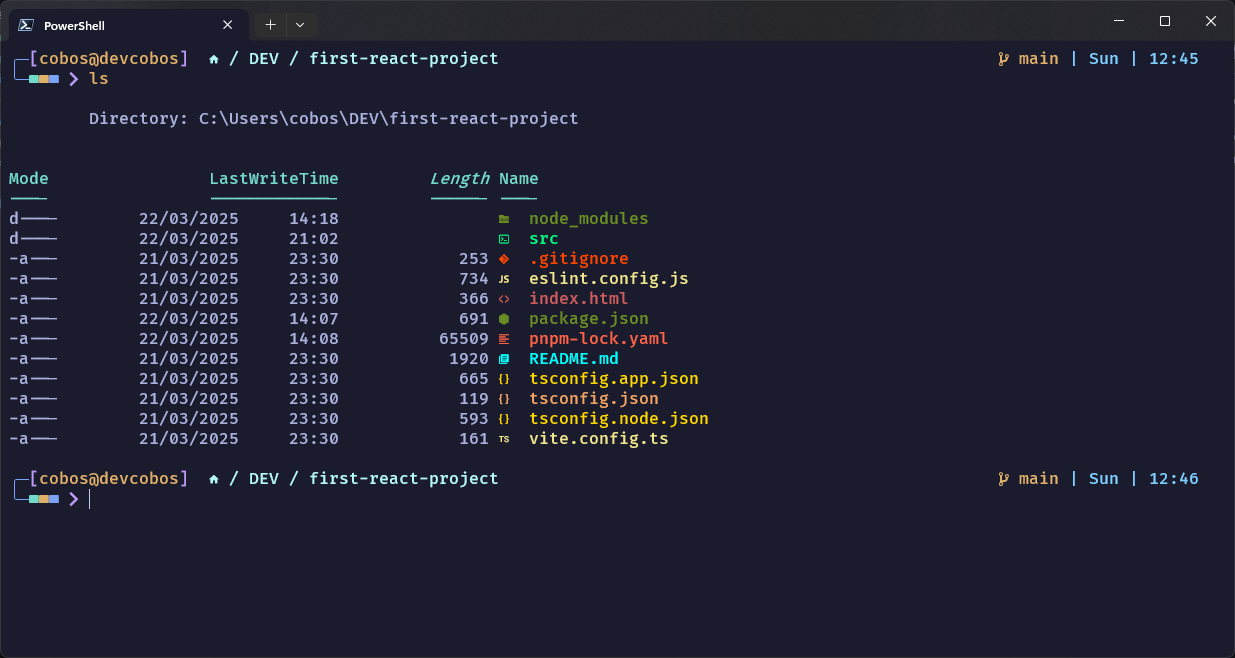 PowerShell
[cobos@devcobos] / DEV / first-react-project main | Sun | 12:45
❯ ls
Directory: C:\Users\cobos\DEV\first-react-project
Mode LastWriteTime Length Name
---- ------------- ------ ----
d---- 22/03/2025 14:18 node_modules
d---- 22/03/2025 21:02 src
-a--- 21/03/2025 23:30 253 .gitignore
-a--- 21/03/2025 23:30 734 JS eslint.config.js
-a--- 21/03/2025 23:30 366 <> index.html
-a--- 22/03/2025 14:07 691 package.json
-a--- 22/03/2025 14:08 65509 pnpm-lock.yaml
-a--- 21/03/2025 23:30 1920 README.md
-a--- 21/03/2025 23:30 665 {} tsconfig.app.json
-a--- 21/03/2025 23:30 119 {} tsconfig.json
-a--- 21/03/2025 23:30 593 {} tsconfig.node.json
-a--- 21/03/2025 23:30 161 TS vite.config.ts
[cobos@devcobos] / DEV / first-react-project main | Sun | 12:46
❯